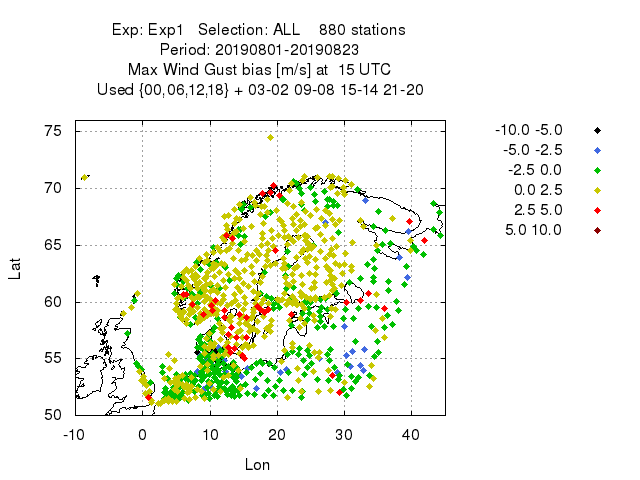 Exp: Exp1 Selection: ALL 880 stations
Period: 20190801-20190823
Max Wind Gust bias [m/s] at 15 UTC
Used {00,06,12,18} + 03-02 09-08 15-14 21-20
-10.0 -5.0
-5.0 -2.5
-2.5 0.0
0.0 2.5
2.5 5.0
5.0 10.0
75
70
65
60
55
50
Lat
-10 0 10 20 30 40
Lon